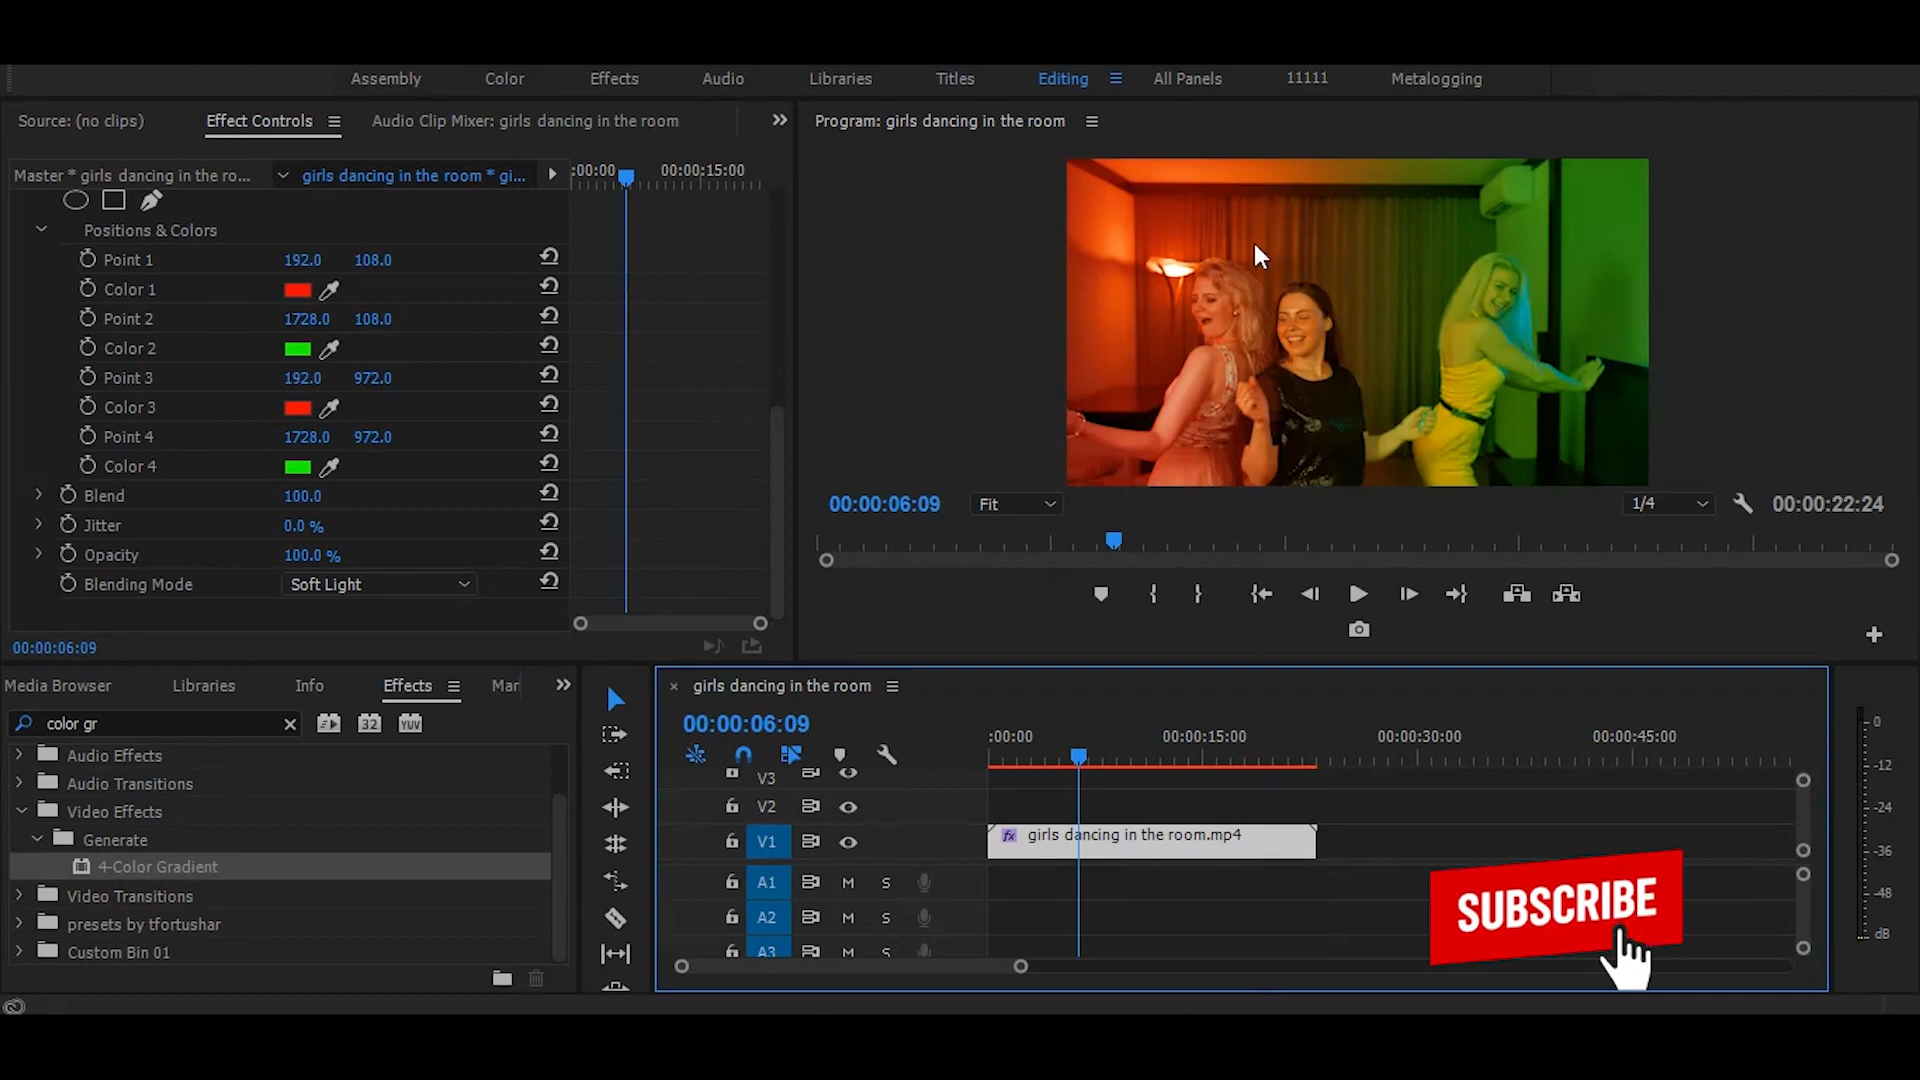 Assembly Color Effects Audio Libraries Titles Editing All Panels 11111 Metalogging
Source: (no clips) Effect Controls Audio Clip Mixer: girls dancing in the room
Master * girls dancing in the ro... girls dancing in the room * gi...
:00:00 00:00:15:00
Positions & Colors
Point 1 192.0 108.0
Color 1
Point 2 1728.0 108.0
Color 2
Point 3 192.0 972.0
Color 3
Point 4 1728.0 972.0
Color 4
Blend 100.0
Jitter 0.0 %
Opacity 100.0 %
Blending Mode Soft Light
00:00:06:09
Program: girls dancing in the room
00:00:06:09 Fit 1/4 00:00:22:24
Media Browser Libraries Info Effects Mar
color gr
32 YUV
Audio Effects
Audio Transitions
Video Effects
Generate
4-Color Gradient
Video Transitions
presets by tfortushar
Custom Bin 01
× girls dancing in the room
00:00:06:09
:00:00 00:00:15:00 00:00:30:00 00:00:45:00
V3
V2
V1 fx girls dancing in the room.mp4
A1 M S
A2 M S
A3 M S
0
-12
-24
-36
-48
dB
SUBSCRIBE